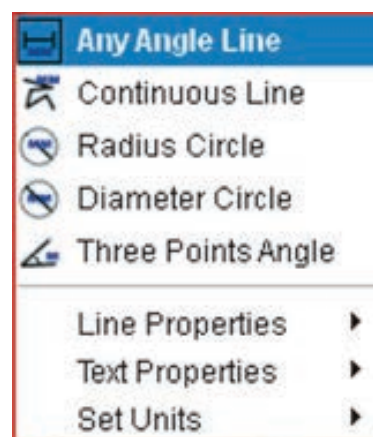 Any Angle Line
Continuous Line
Radius Circle
Diameter Circle
Three Points Angle
Line Properties
Text Properties
Set Units